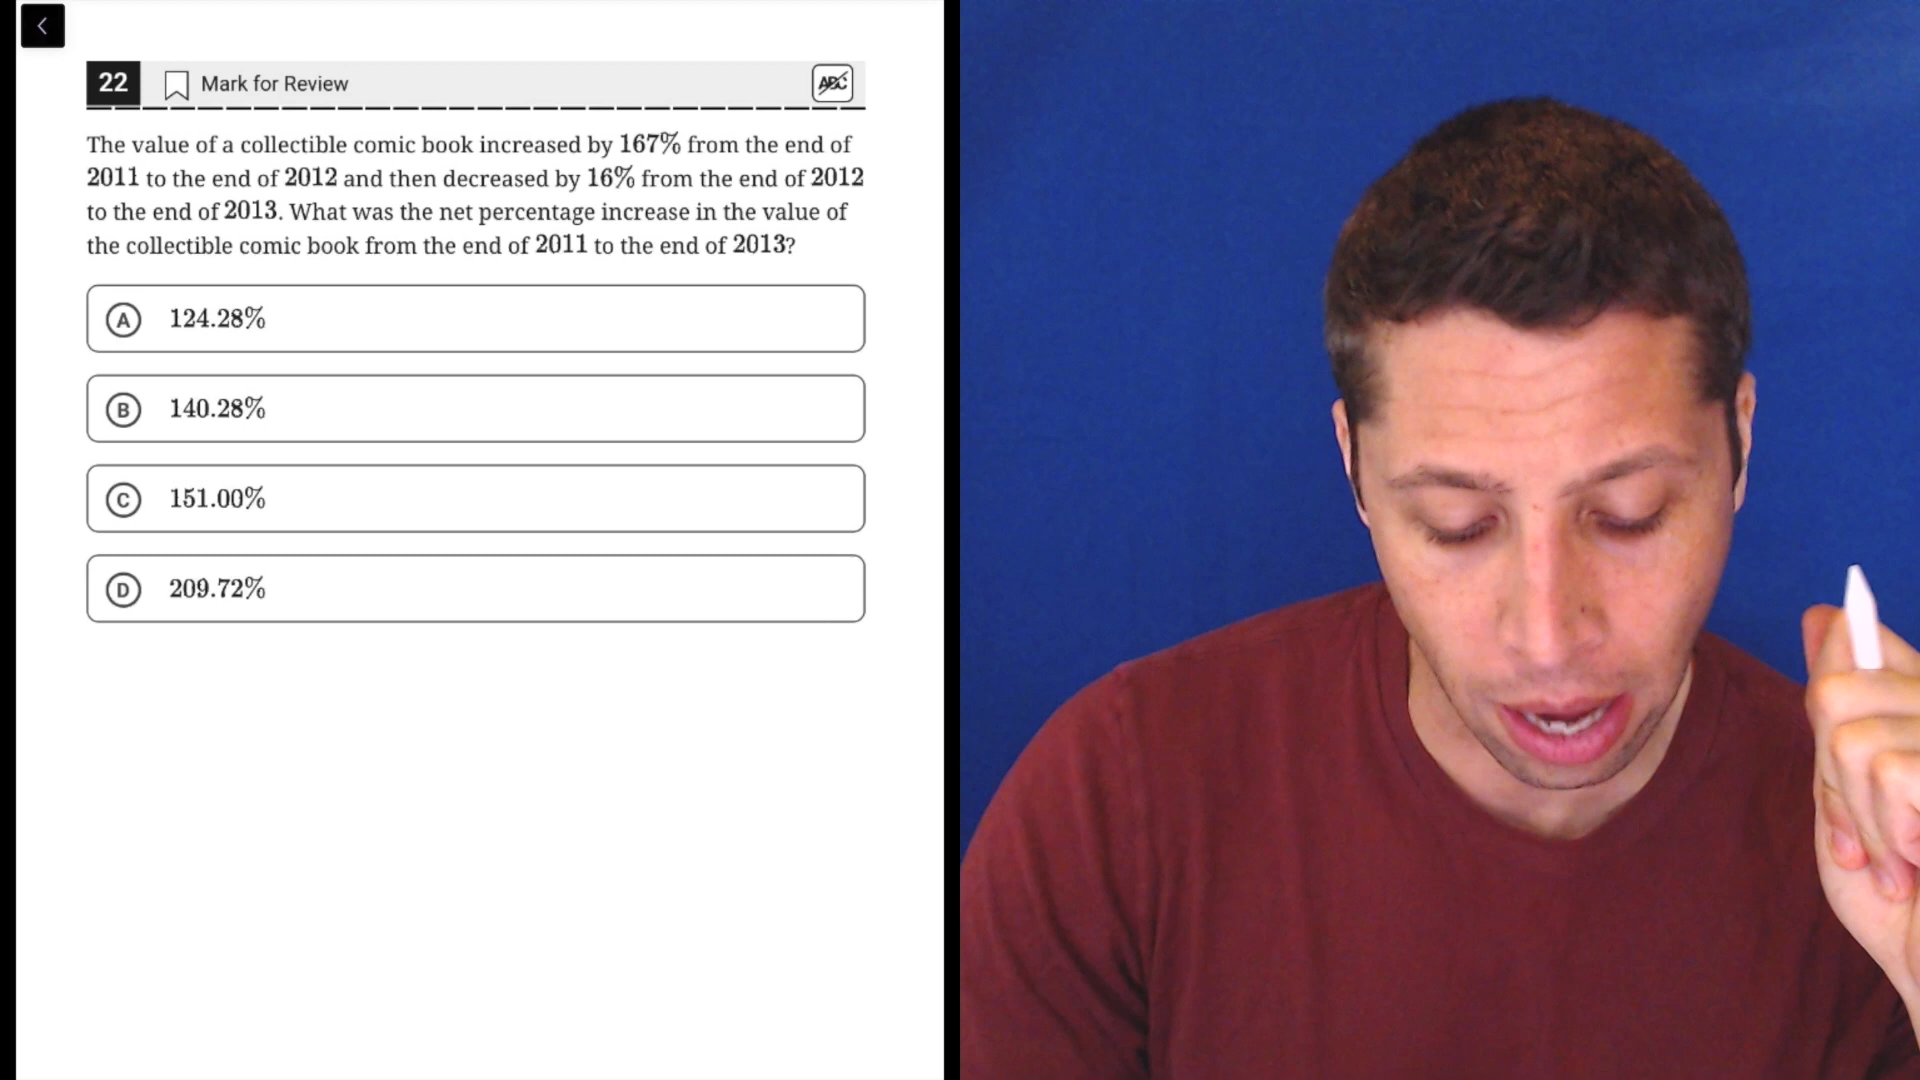 22 Mark for Review ABC
The value of a collectible comic book increased by 167% from the end of
2011 to the end of 2012 and then decreased by 16% from the end of 2012
to the end of 2013. What was the net percentage increase in the value of
the collectible comic book from the end of 2011 to the end of 2013?
A 124.28%
B 140.28%
C 151.00%
D 209.72%